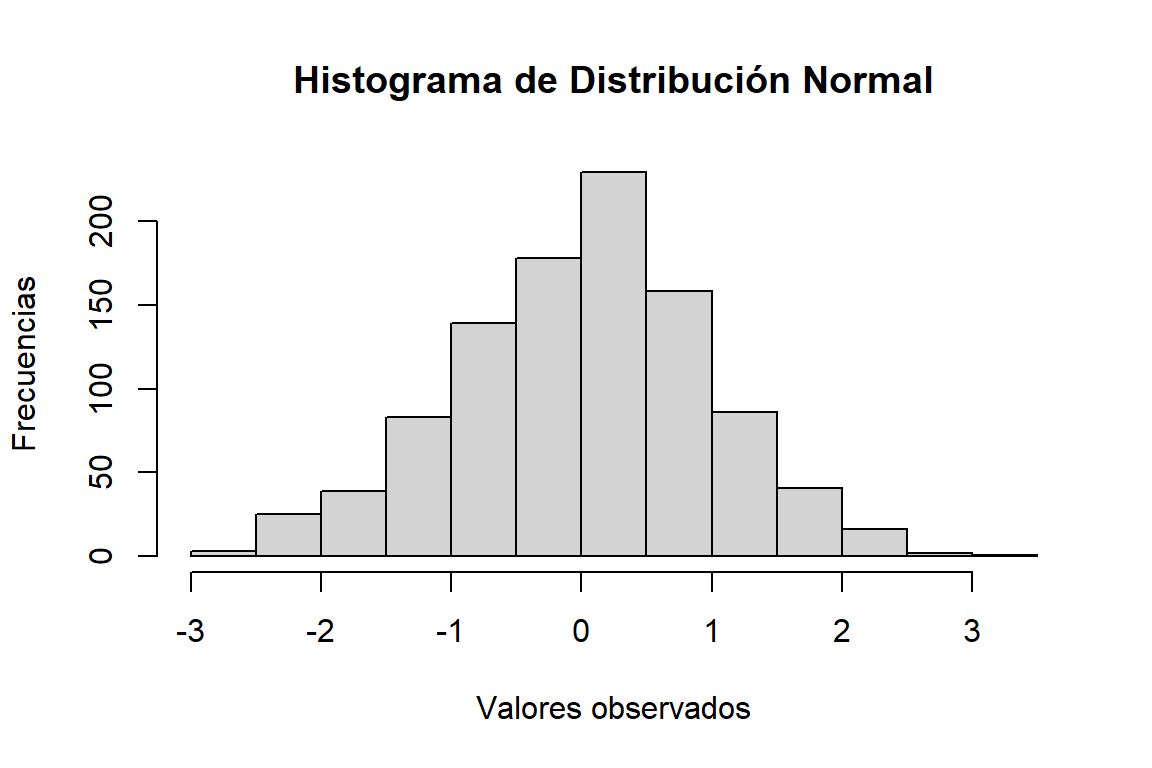 Histograma de Distribución Normal
Frecuencias
200
150
100
50
0
-3 -2 -1 0 1 2 3
Valores observados